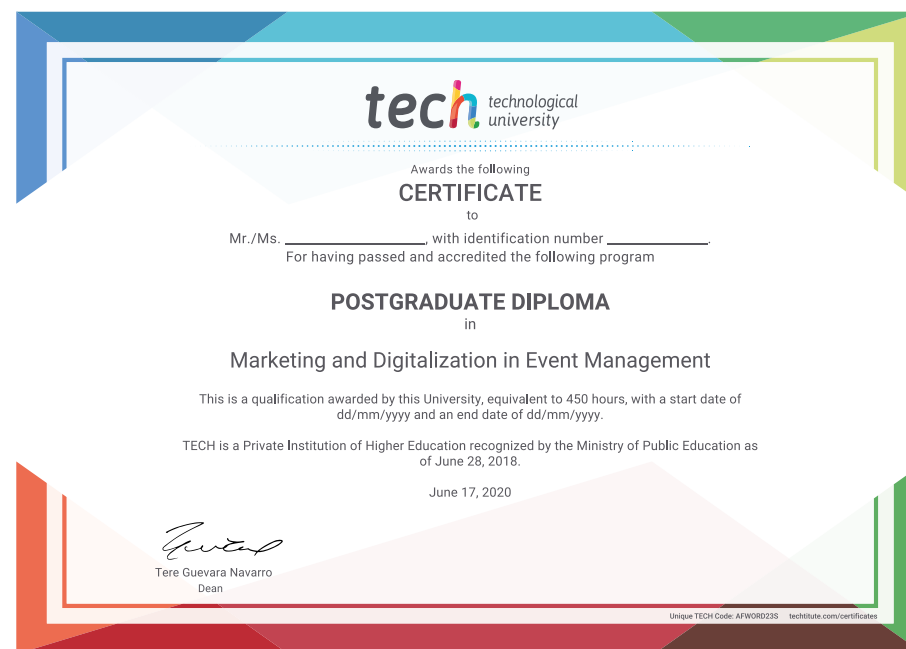 tech technological
university
Awards the following
CERTIFICATE
to
Mr./Ms. ____________________, with identification number ______________.
For having passed and accredited the following program
POSTGRADUATE DIPLOMA
in
Marketing and Digitalization in Event Management
This is a qualification awarded by this University, equivalent to 450 hours, with a start date of
dd/mm/yyyy and an end date of dd/mm/yyyy.
TECH is a Private Institution of Higher Education recognized by the Ministry of Public Education as
of June 28, 2018.
June 17, 2020
Tere Guevara Navarro
Dean
Unique TECH Code: AFWORD23S techtitute.com/certificates